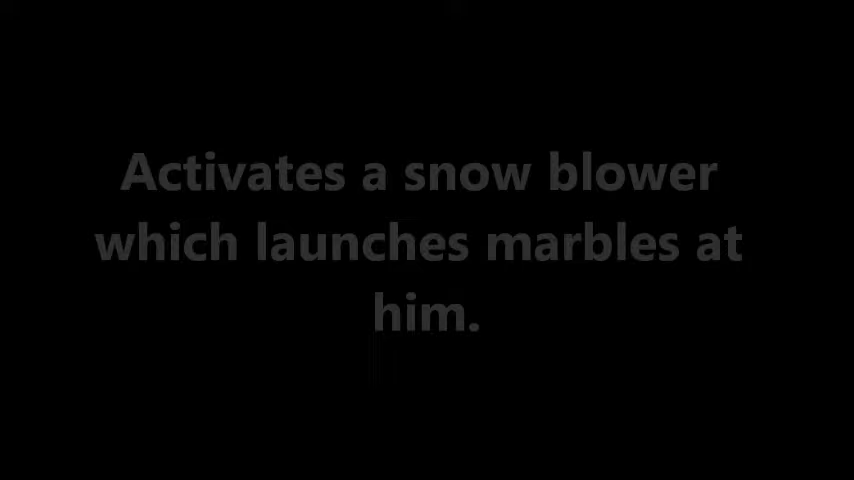 Activates a snow blower
which launches marbles at
him.